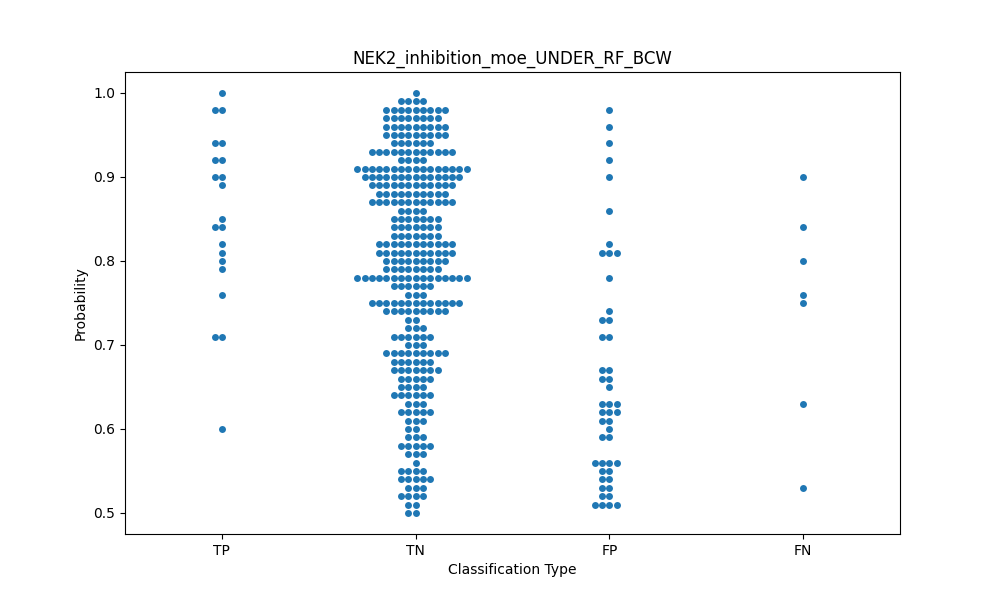 NEK2_inhibition_moe_UNDER_RF_BCW
1.0
0.9
0.8
0.7
0.6
0.5
Probability
TP TN FP FN
Classification Type